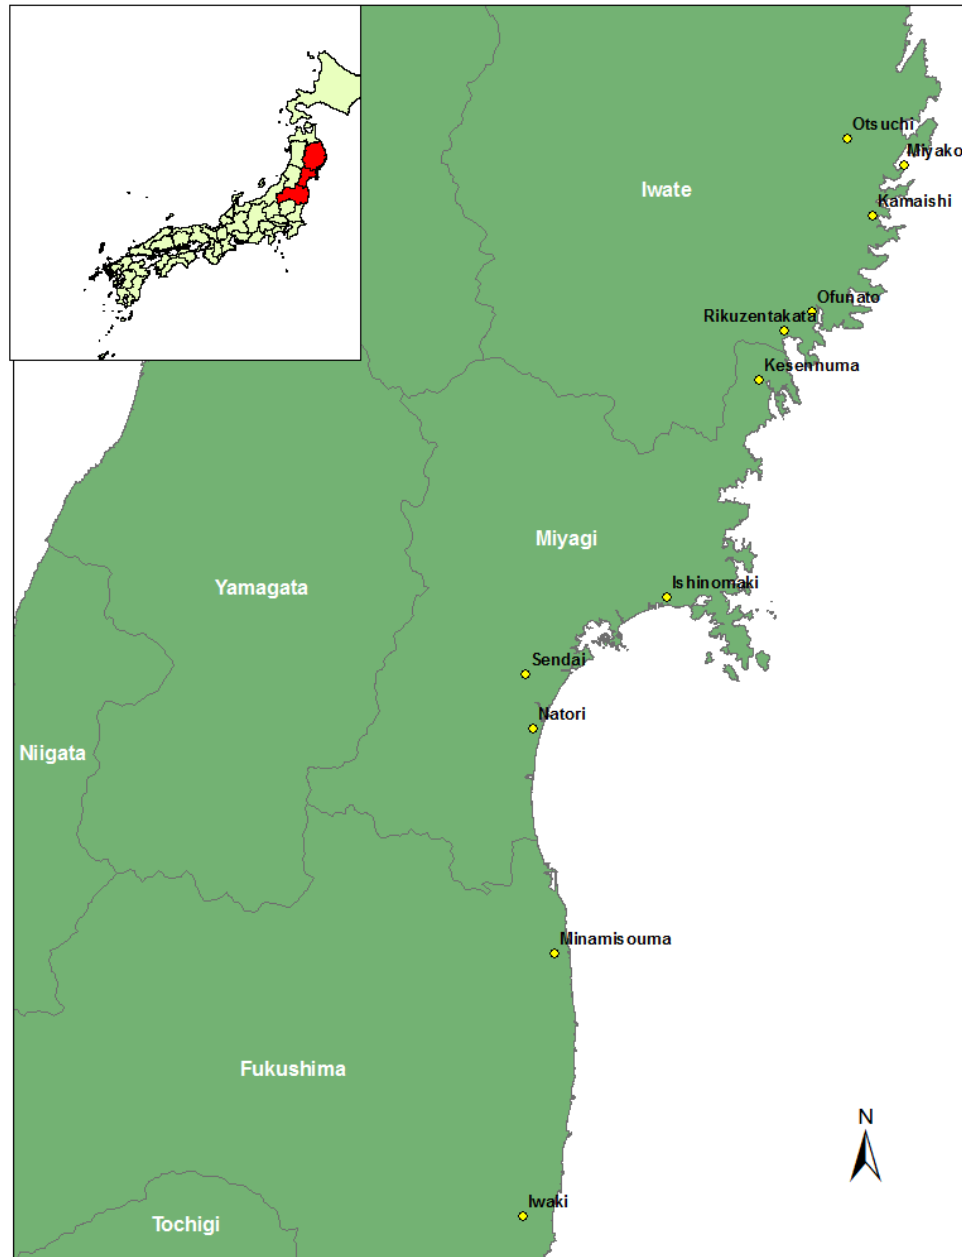 Otsuchi
Miyako
Iwate
Kamaishi
Ofunato
Rikuzentakata
Kesennuma
Miyagi
Ishinomaki
Yamagata
Sendai
Natori
Niigata
Minamisouma
Fukushima
N
Iwaki
Tochigi